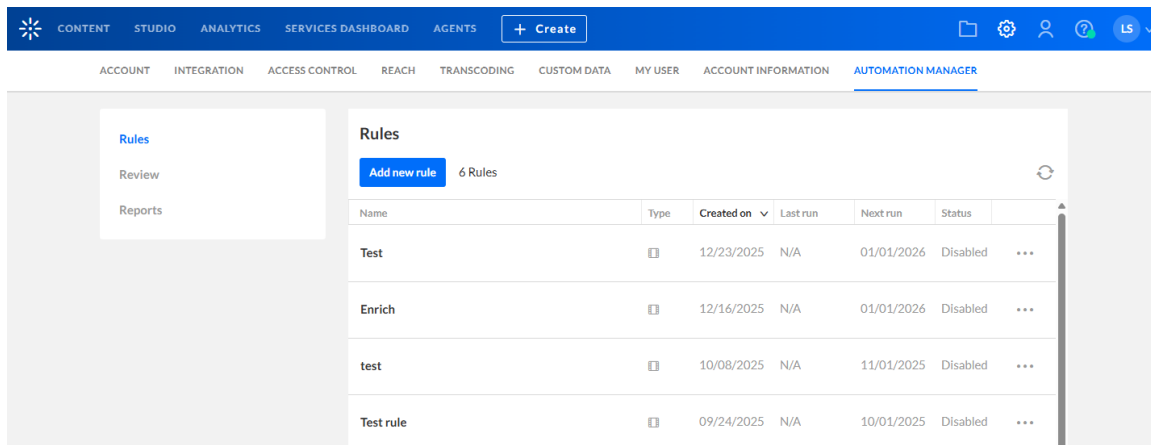 CONTENT STUDIO ANALYTICS SERVICES DASHBOARD AGENTS + Create LS
ACCOUNT INTEGRATION ACCESS CONTROL REACH TRANSCODING CUSTOM DATA MY USER ACCOUNT INFORMATION AUTOMATION MANAGER
Rules
Review
Reports
Rules
Add new rule 6 Rules
Name Type Created on Last run Next run Status
Test 12/23/2025 N/A 01/01/2026 Disabled
Enrich 12/16/2025 N/A 01/01/2026 Disabled
test 10/08/2025 N/A 11/01/2025 Disabled
Test rule 09/24/2025 N/A 10/01/2025 Disabled